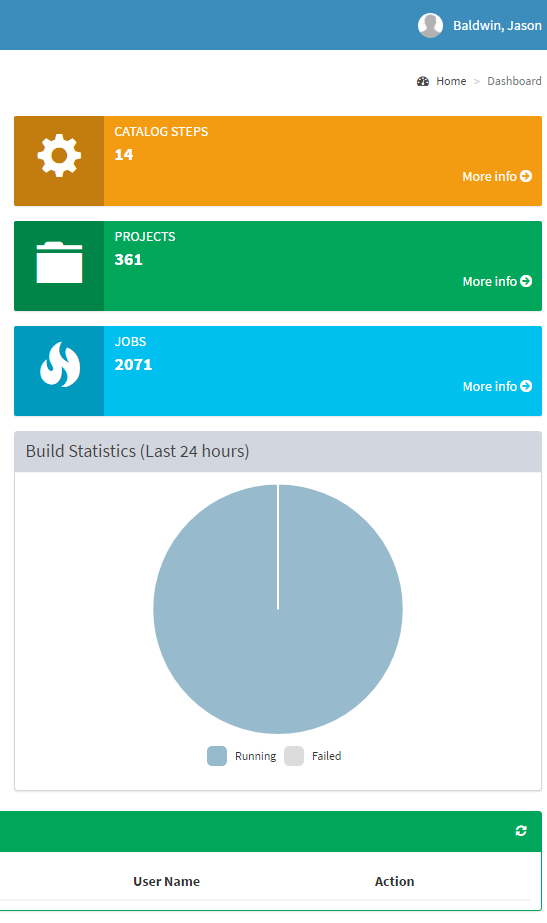 Baldwin, Jason
Home > Dashboard
CATALOG STEPS
14
More info
PROJECTS
361
More info
JOBS
2071
More info
Build Statistics (Last 24 hours)
Running Failed
User Name Action